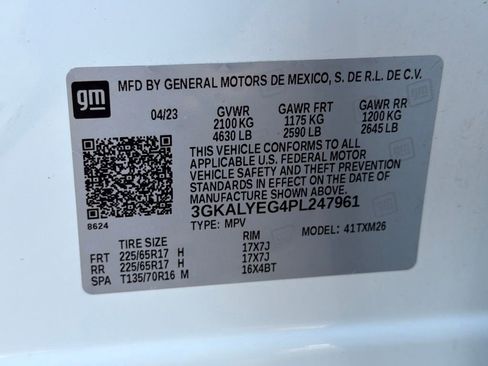 gm
MFD BY GENERAL MOTORS DE MEXICO, S. DE R.L. DE C.V.
04/23 GVWR GAWR FRT GAWR RR
2100 KG 1175 KG 1200 KG
4630 LB 2590 LB 2645 LB
THIS VEHICLE CONFORMS TO ALL
APPLICABLE U.S. FEDERAL MOTOR
VEHICLE SAFETY AND THEFT PREVENTION
STANDARDS IN EFFECT ON THE DATE OF
MANUFACTURE SHOWN ABOVE.
3GKALYEG4PL247961
8624
TYPE: MPV MODEL: 41TXM26
TIRE SIZE RIM
FRT 225/65R17 H 17X7J
RR 225/65R17 H 17X7J
SPA T135/70R16 M 16X4BT